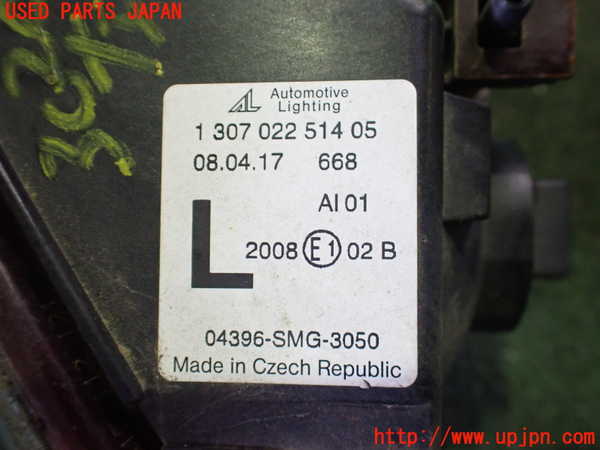 USED PARTS JAPAN
AL Automotive
Lighting
1 307 022 514 05
08.04.17 668
AI 01
L
2008 E1 02 B
04396-SMG-3050
Made in Czech Republic
http://www.upjpn.com/